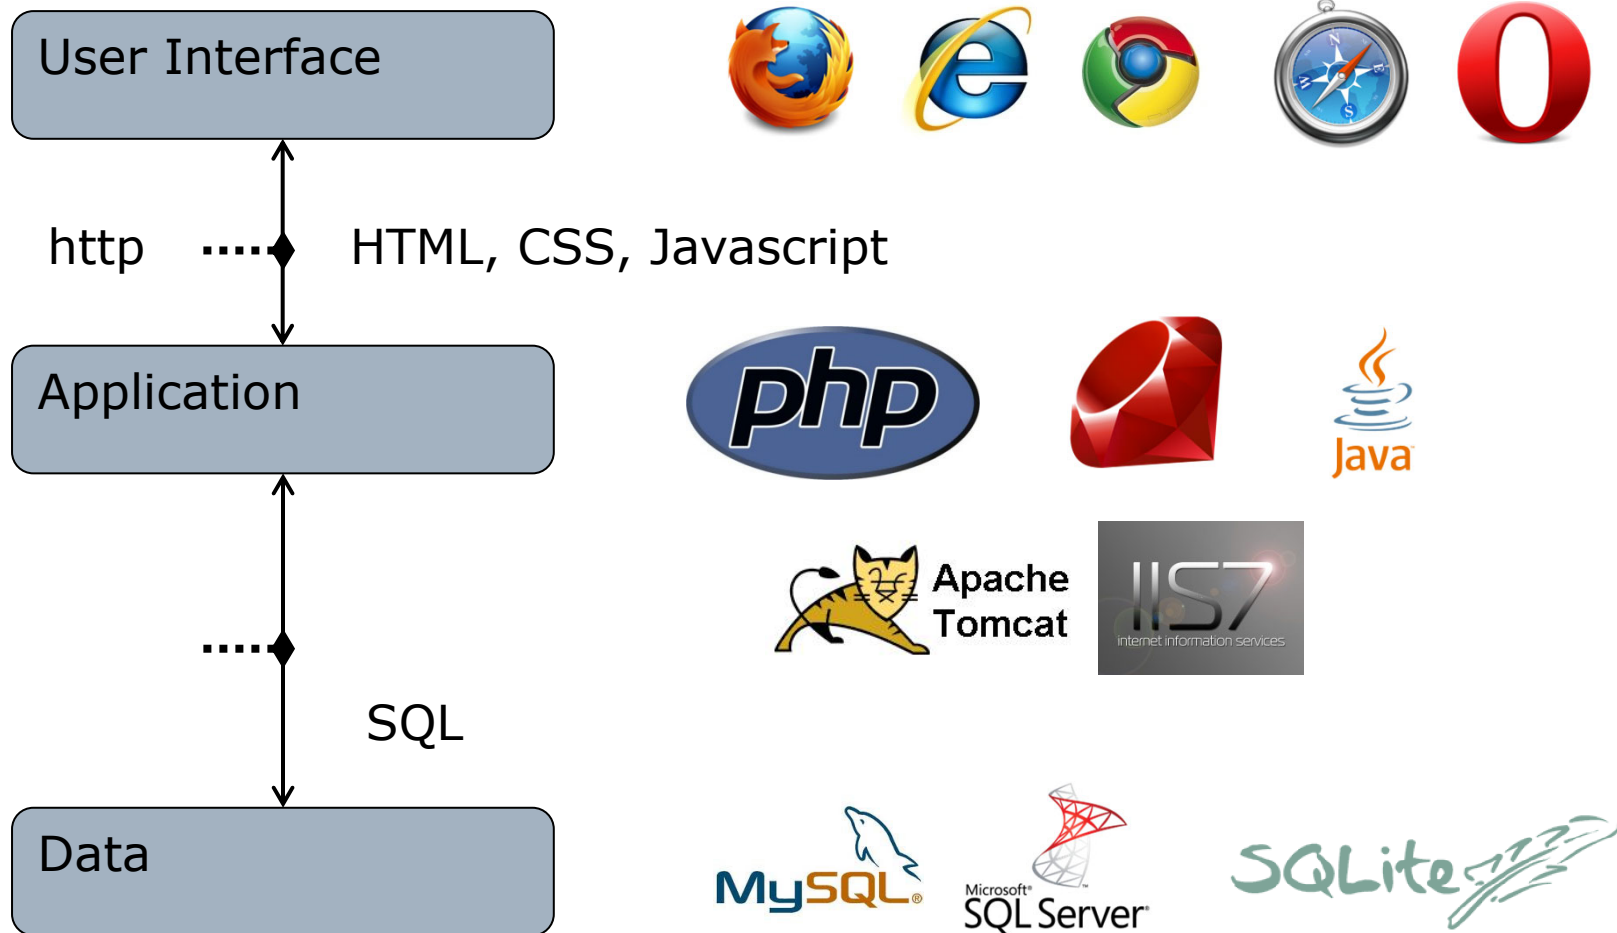 User Interface
http
HTML, CSS, Javascript
Application
php
Java
Apache
Tomcat
IIS7
internet information services
SQL
Data
MySQL®
Microsoft®
SQL Server®
SQLite
N
E
S
W